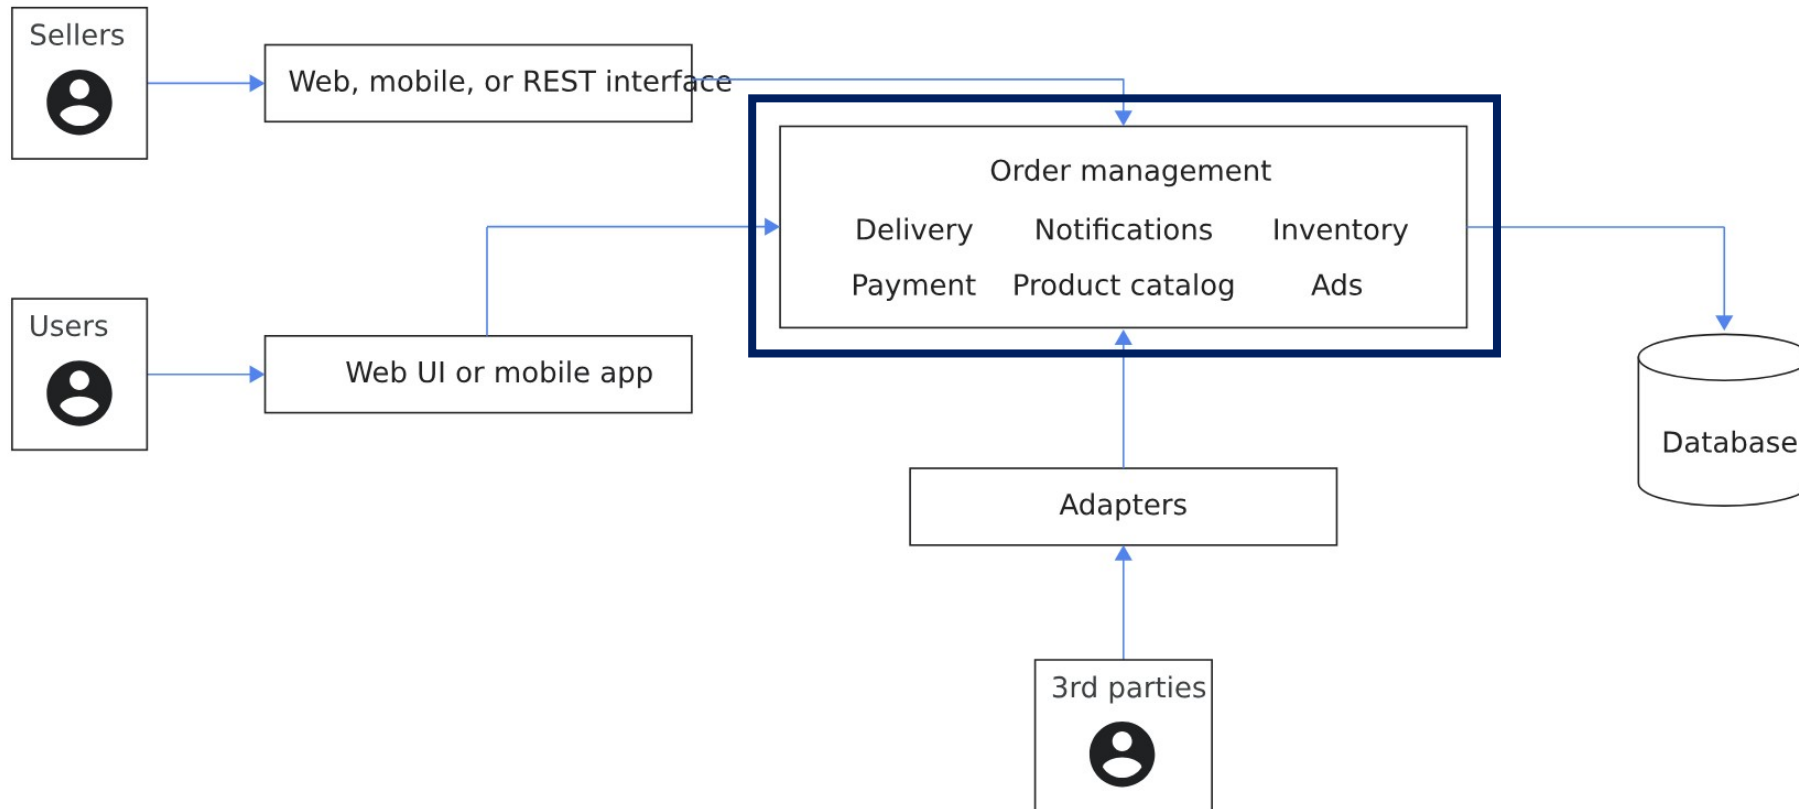 Sellers
Web, mobile, or REST interface
Order management
Delivery Notifications Inventory
Payment Product catalog Ads
Users
Web UI or mobile app
Database
Adapters
3rd parties